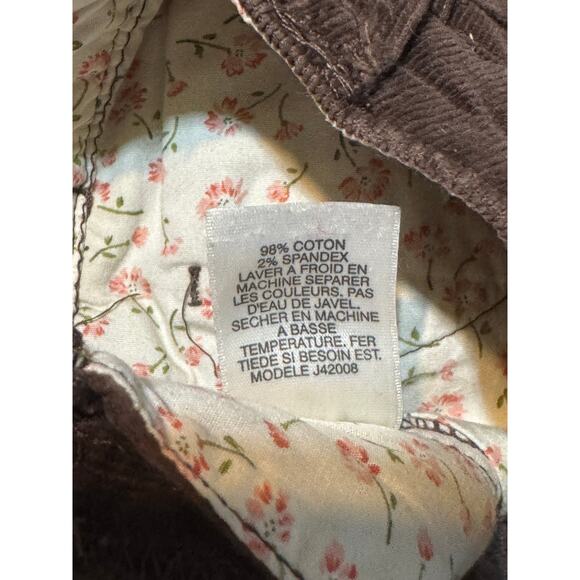 98% COTON
2% SPANDEX
LAVER A FROID EN
MACHINE SEPARER
LES COULEURS. PAS
D'EAU DE JAVEL.
SECHER EN MACHINE
A BASSE
TEMPERATURE. FER
TIEDE SI BESOIN EST.
MODELE J42008